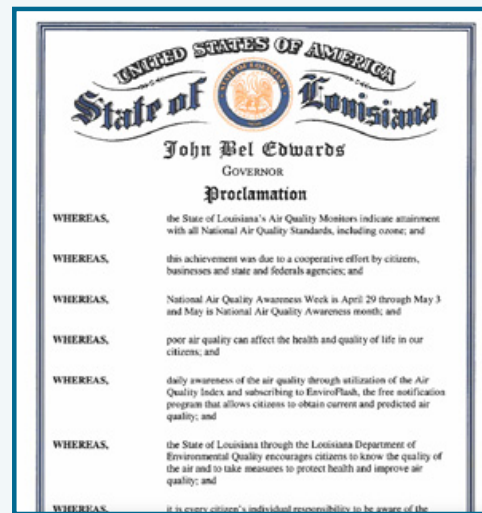 UNITED STATES OF AMERICA
State of Louisiana
John Bel Edwards
GOVERNOR
Proclamation
WHEREAS, the State of Louisiana's Air Quality Monitors indicate attainment
with all National Air Quality Standards, including ozone; and
WHEREAS, this achievement was due to a cooperative effort by citizens,
businesses and state and federals agencies; and
WHEREAS, National Air Quality Awareness Week is April 29 through May 3
and May is National Air Quality Awareness month; and
WHEREAS, poor air quality can affect the health and quality of life in our
citizens; and
WHEREAS, daily awareness of the air quality through utilization of the Air
Quality Index and subscribing to EnviroFlash, the free notification
program that allows citizens to obtain current and predicted air
quality; and
WHEREAS, the State of Louisiana through the Louisiana Department of
Environmental Quality encourages citizens to know the quality of
the air and to take measures to protect health and improve air
quality; and
WHEREAS, it is every citizen's individual responsibility to be aware of the